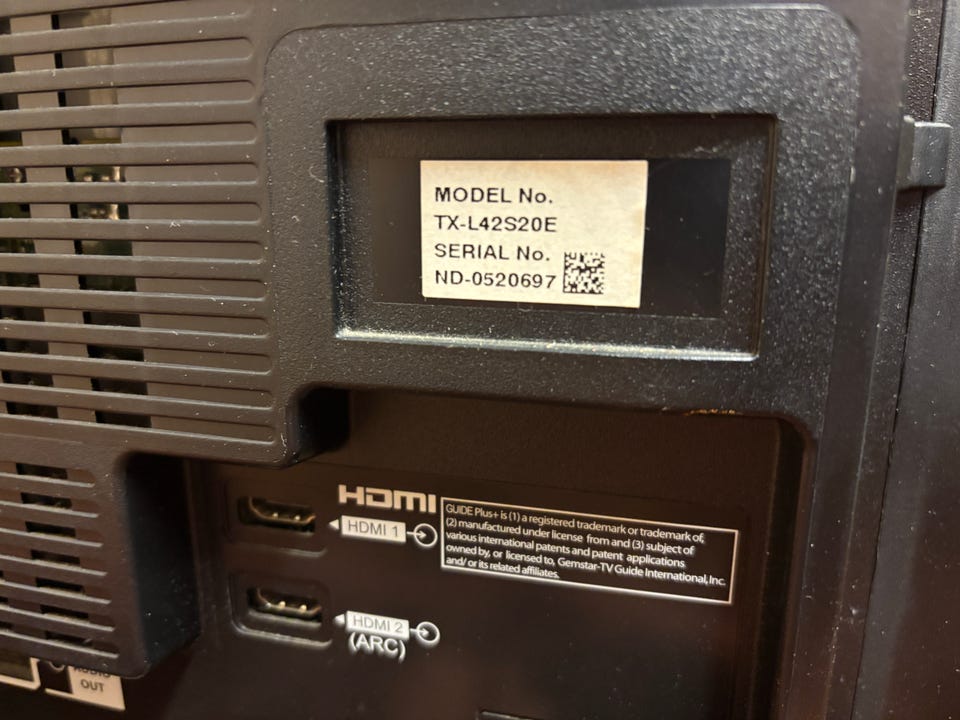 MODEL No.
TX-L42S20E
SERIAL No.
ND-0520697
HDMI
HDMI 1
GUIDE Plus+ is (1) a registered trademark or trademark of,
(2) manufactured under license from and (3) subject of
various international patents and patent applications
owned by, or licensed to, Gemstar-TV Guide International, Inc.
and/ or its related affiliates.
HDMI 2
(ARC)
AUDIO
OUT